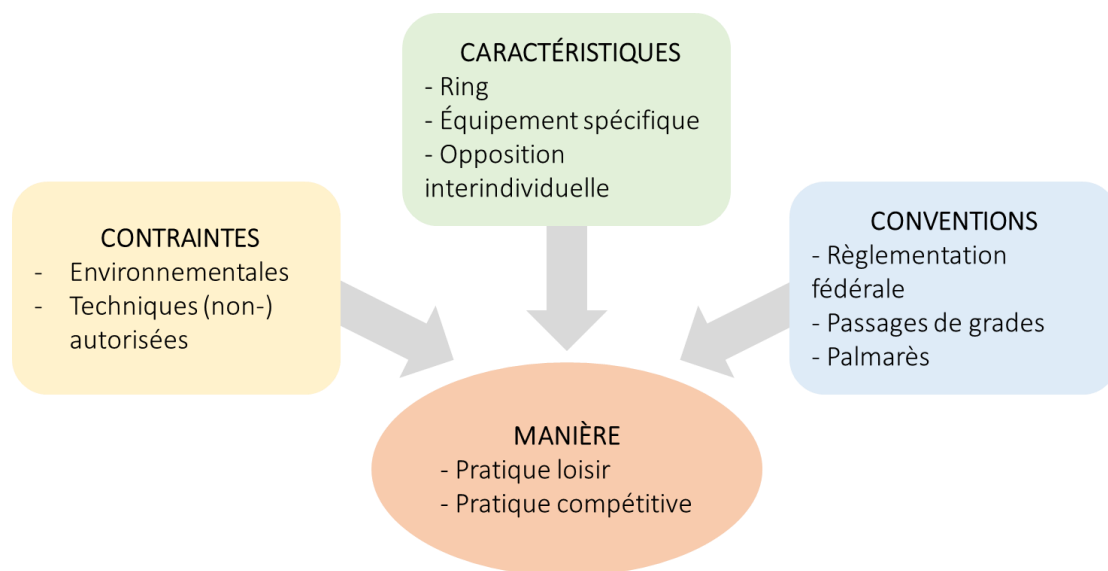 CARACTÉRISTIQUES
- Ring
- Équipement spécifique
- Opposition
interindividuelle
CONTRAINTES
- Environnementales
- Techniques (non-)
autorisées
CONVENTIONS
- Règlementation
fédérale
- Passages de grades
- Palmarès
MANIÈRE
- Pratique loisir
- Pratique compétitive